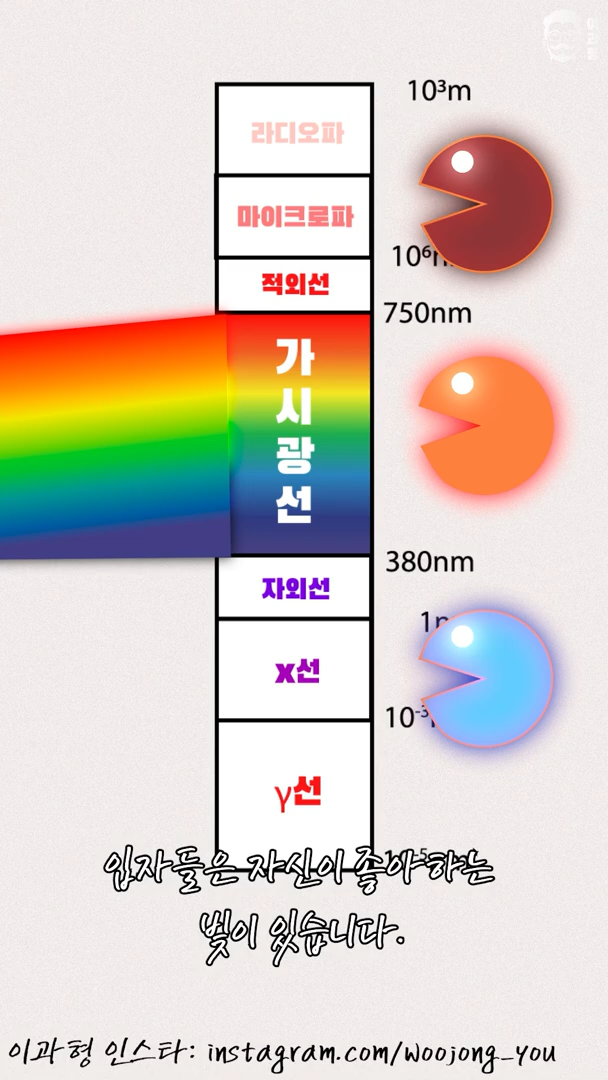 10³m
라디오파
마이크로파
적외선
750nm
가
시
광
선
380nm
자외선
x선
γ선
입자들은 자신이 좋아하는
빛이 있습니다.
이과형 인스타: instagram.com/woojong_you